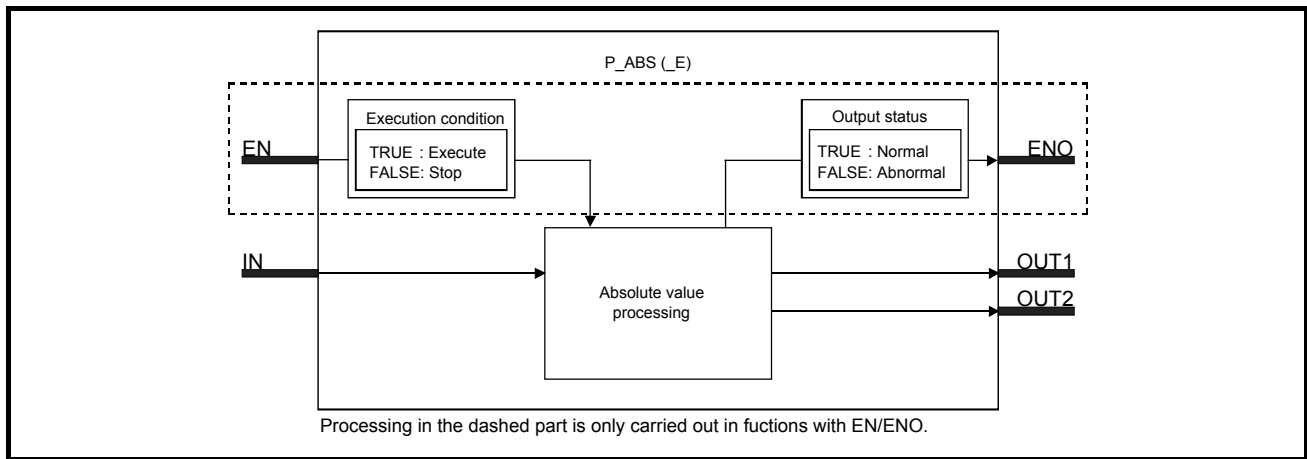 P_ABS (_E)
Execution condition
Output status
EN
TRUE : Execute
FALSE: Stop
TRUE : Normal
FALSE: Abnormal
ENO
IN
Absolute value
processing
OUT1
OUT2
Processing in the dashed part is only carried out in fuctions with EN/ENO.